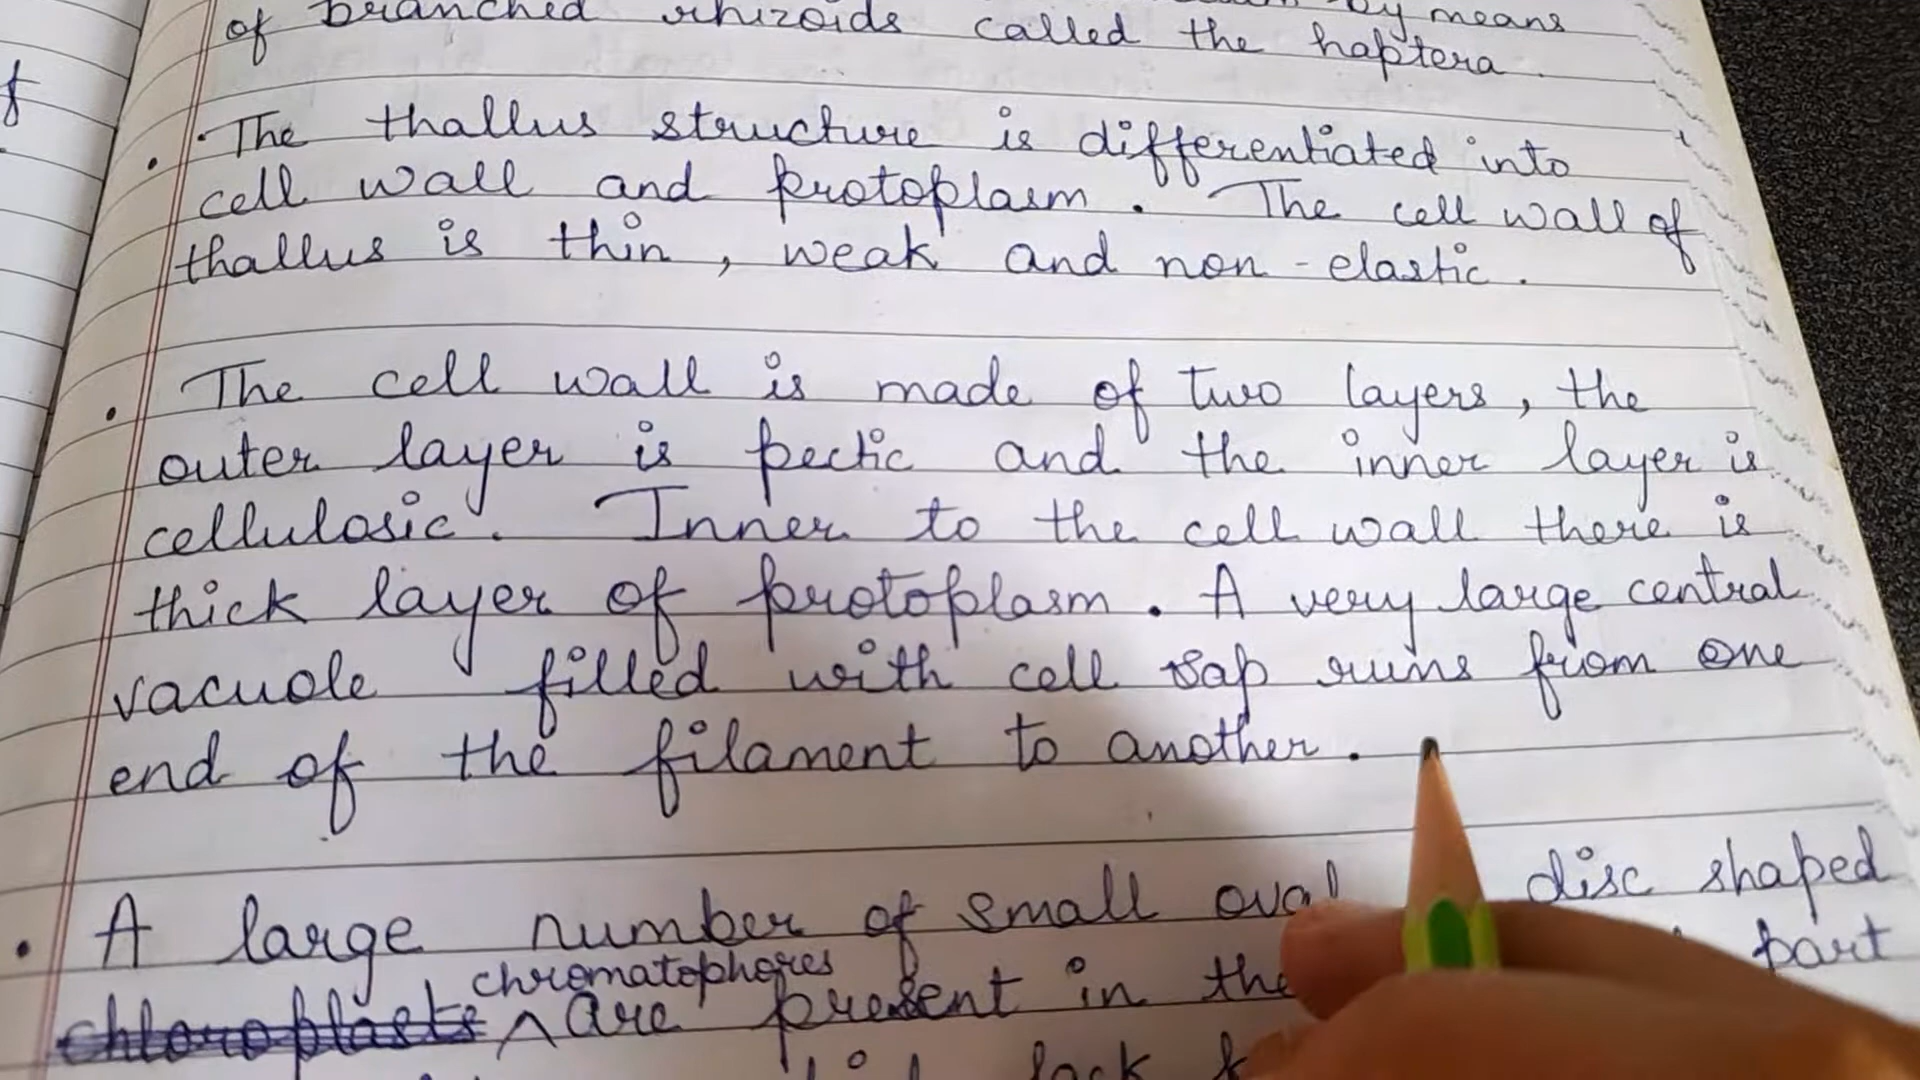 by means
of branched rhizoids called the haptera.
f
· The thallus structure is differentiated into
cell wall and protoplasm. The cell wall of
thallus is thin, weak and non-elastic.
• The cell wall is made of two layers, the
outer layer is pectic and the inner layer is
cellulosic. Inner to the cell wall there is
thick layer of protoplasm. A very large central
vacuole filled with cell sap runs from one
end of the filament to another.
• A large number of small oval disc shaped
chromatophores
chloroplasts ^ are present in the part
lack